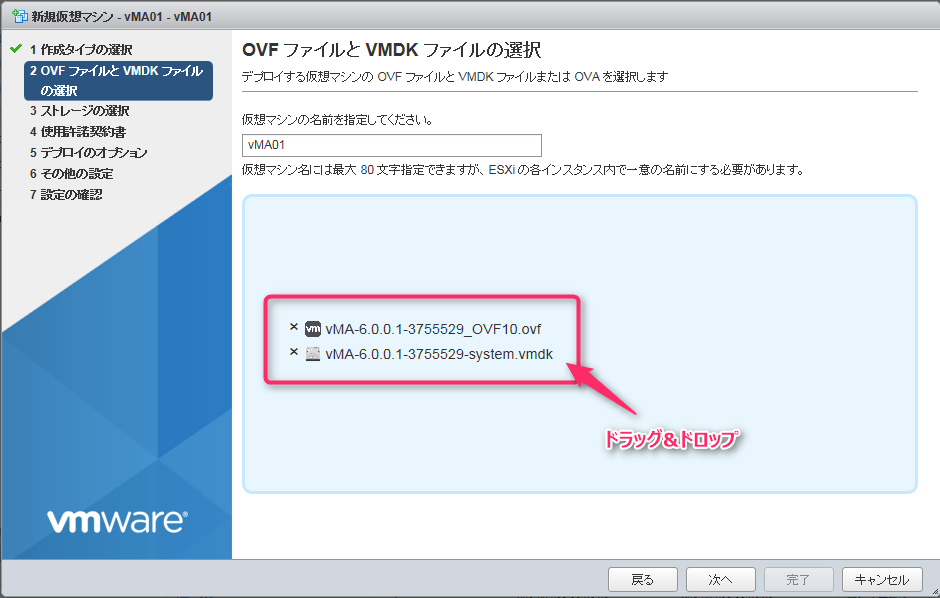 新規仮想マシン - vMA01 - vMA01
1 作成タイプの選択
2 OVF ファイルと VMDK ファイル
の選択
3 ストレージの選択
4 使用許諾契約書
5 デプロイのオプション
6 その他の設定
7 設定の確認
vmware®
OVF ファイルと VMDK ファイルの選択
デプロイする仮想マシンの OVF ファイルと VMDK ファイルまたは OVA を選択します
仮想マシンの名前を指定してください。
vMA01
仮想マシン名には最大 80 文字指定できますが、ESXi の各インスタンス内で一意の名前にする必要があります。
× vm vMA-6.0.0.1-3755529_OVF10.ovf
× vMA-6.0.0.1-3755529-system.vmdk
ドラッグ&ドロップ
戻る 次へ 完了 キャンセル